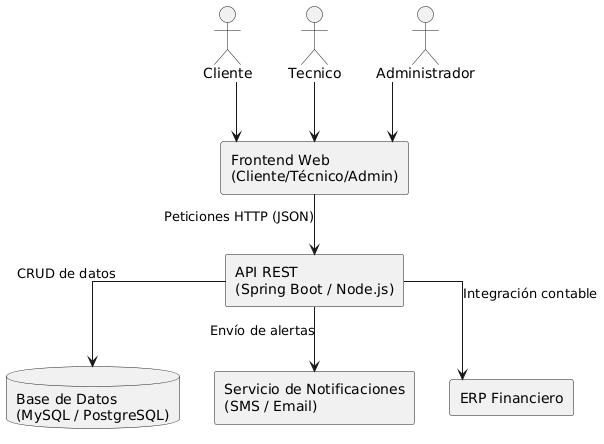 Cliente
Tecnico
Administrador
Frontend Web
(Cliente/Técnico/Admin)
Peticiones HTTP (JSON)
API REST
(Spring Boot / Node.js)
CRUD de datos
Integración contable
Envío de alertas
Base de Datos
(MySQL / PostgreSQL)
Servicio de Notificaciones
(SMS / Email)
ERP Financiero